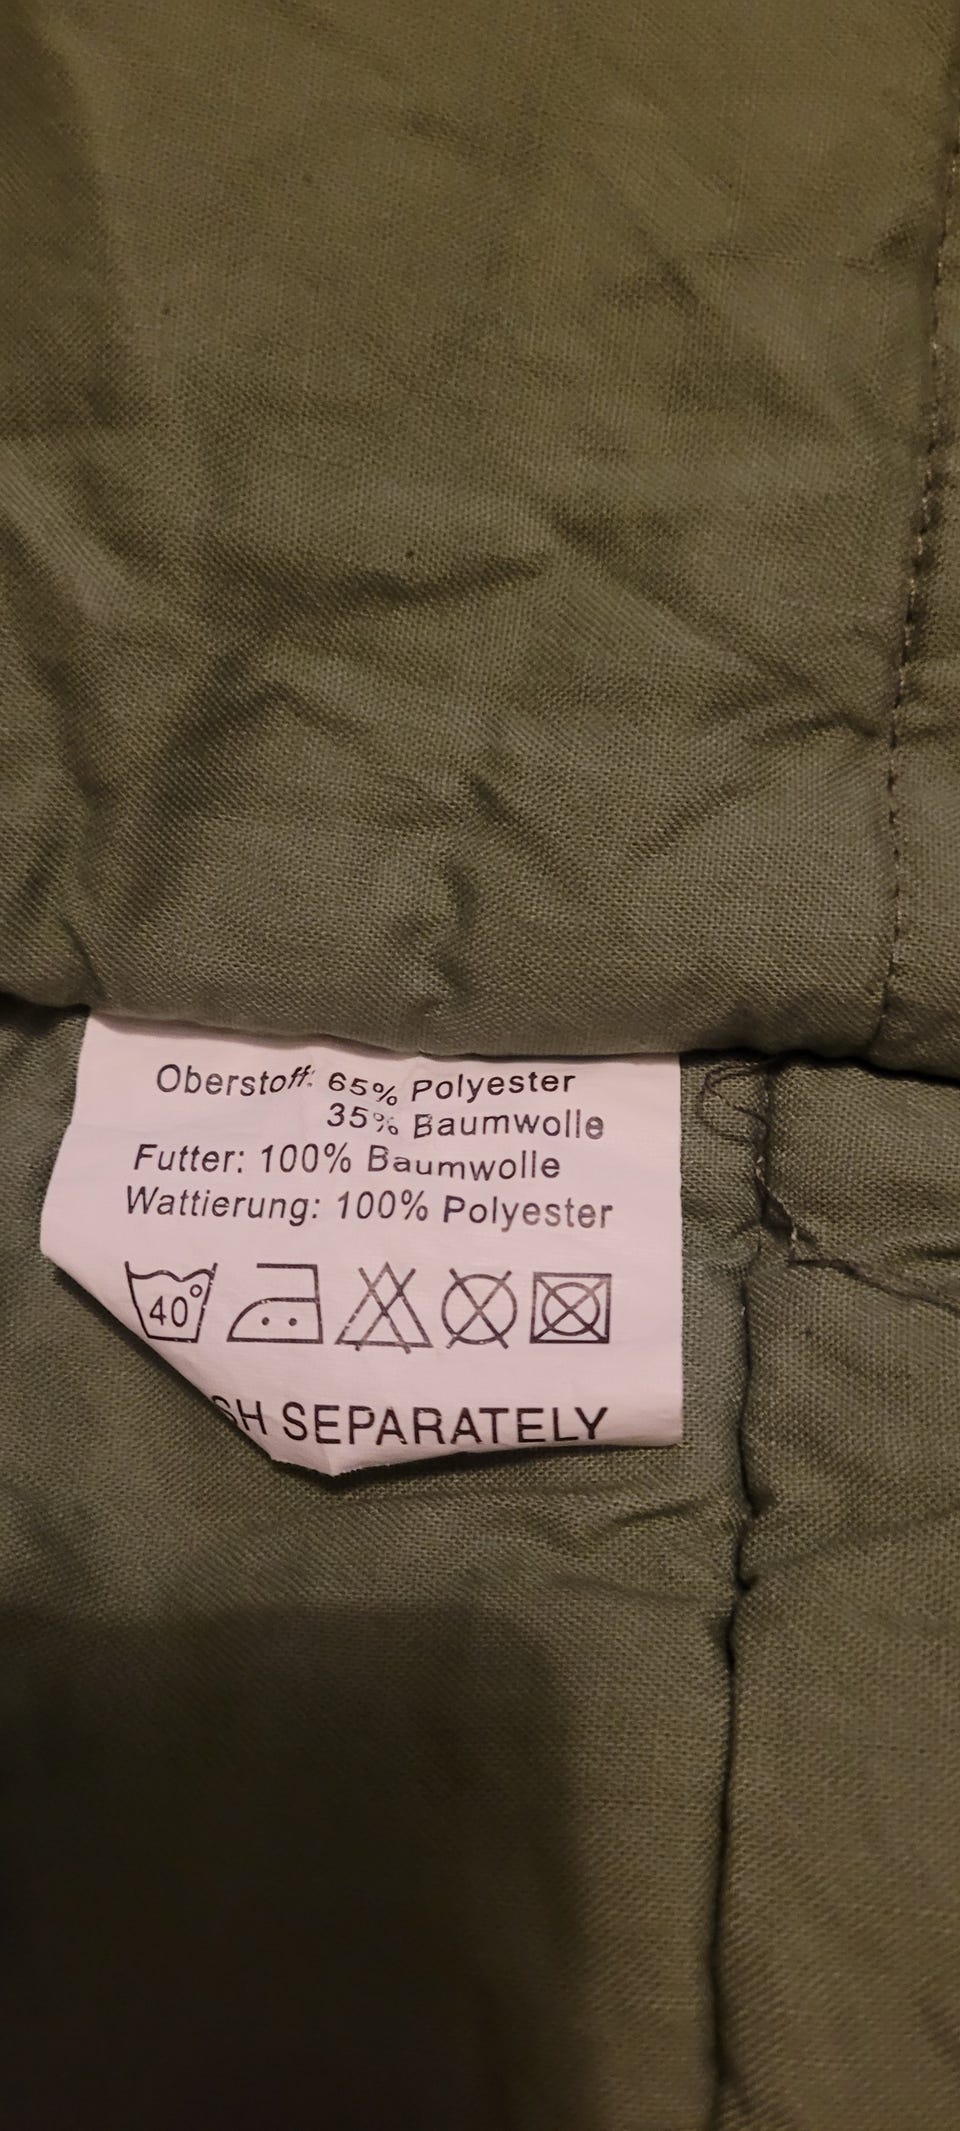 Oberstoff: 65% Polyester
35% Baumwolle
Futter: 100% Baumwolle
Wattierung: 100% Polyester
40°
SEPARATELY